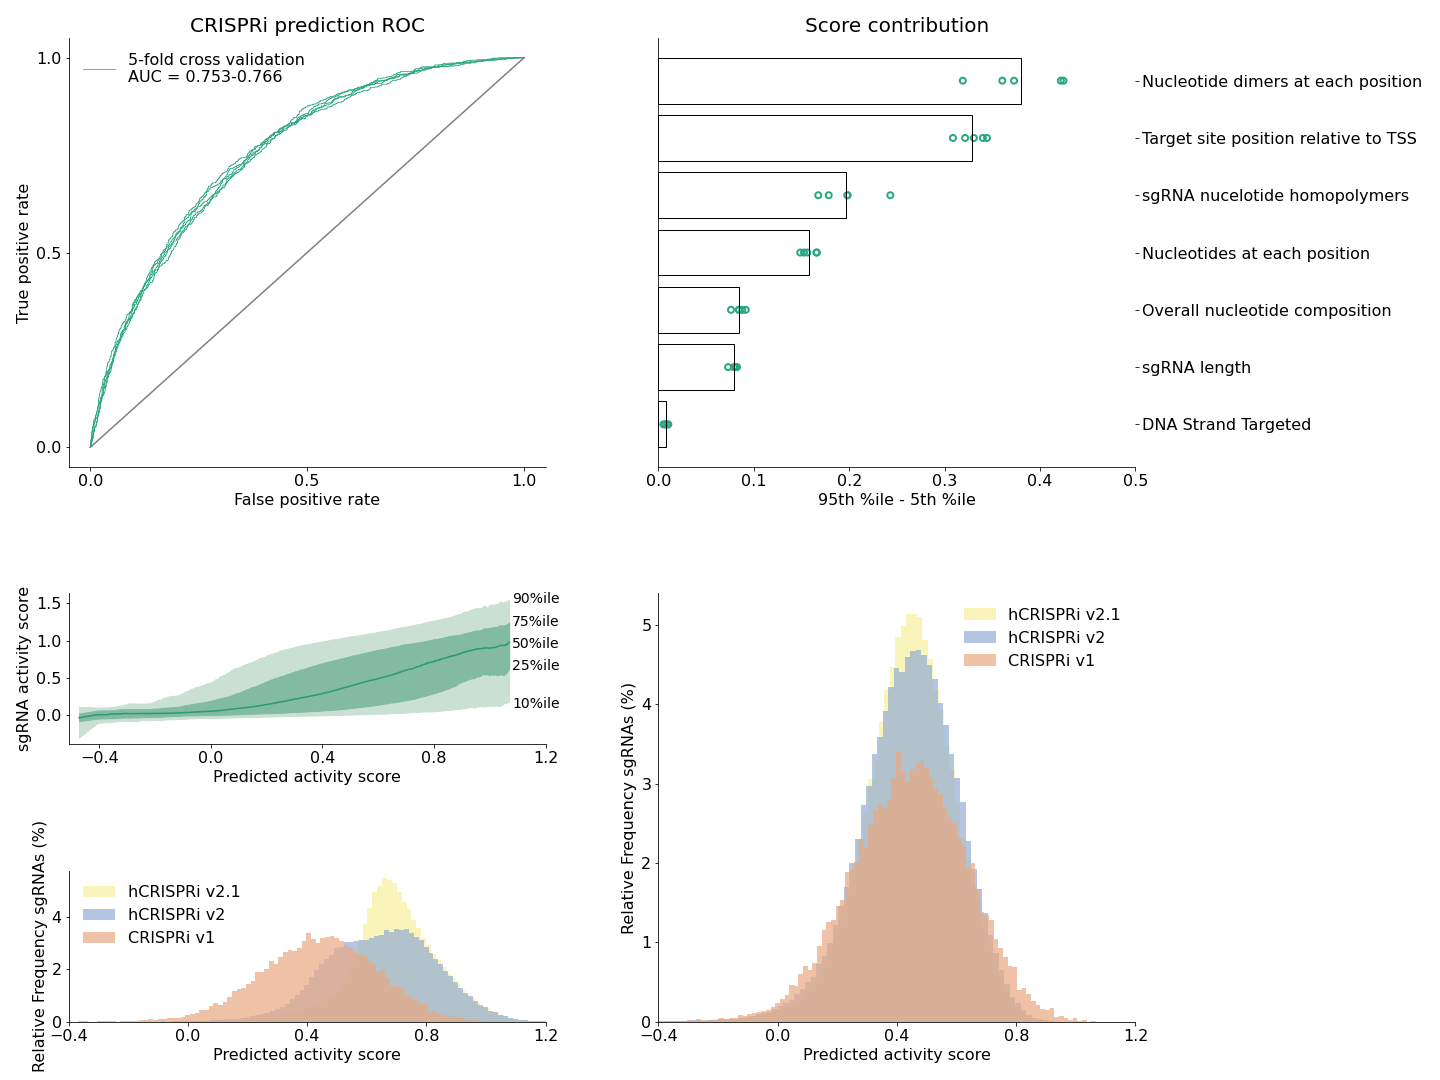 CRISPRi prediction ROC
5-fold cross validation
AUC = 0.753-0.766
1.0
0.5
0.0
True positive rate
0.0 0.5 1.0
False positive rate
Score contribution
Nucleotide dimers at each position
Target site position relative to TSS
sgRNA nucelotide homopolymers
Nucleotides at each position
Overall nucleotide composition
sgRNA length
DNA Strand Targeted
0.0 0.1 0.2 0.3 0.4 0.5
95th %ile - 5th %ile
sgRNA activity score
1.5
1.0
0.5
0.0
90%ile
75%ile
50%ile
25%ile
10%ile
−0.4 0.0 0.4 0.8 1.2
Predicted activity score
Relative Frequency sgRNAs (%)
hCRISPRi v2.1
hCRISPRi v2
CRISPRi v1
4
2
0
−0.4 0.0 0.4 0.8 1.2
Predicted activity score
Relative Frequency sgRNAs (%)
hCRISPRi v2.1
hCRISPRi v2
CRISPRi v1
5
4
3
2
1
0
−0.4 0.0 0.4 0.8 1.2
Predicted activity score